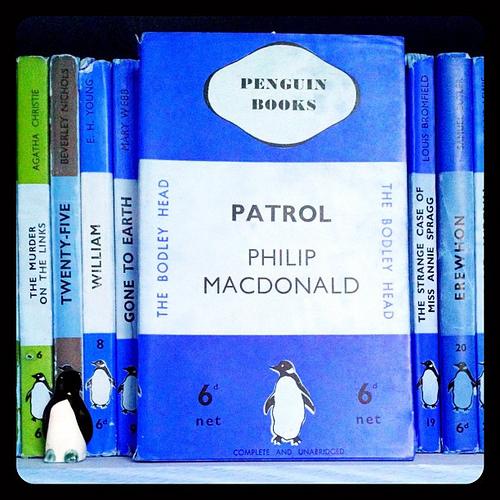 AGATHA CHRISTIE
THE MURDER
ON THE LINKS
6
6
BEVERLEY NICHOLS
TWENTY-FIVE
E. H. YOUNG
WILLIAM
8
MARY WEBB
GONE TO EARTH
PENGUIN
BOOKS
THE BODLEY HEAD
PATROL
PHILIP
MACDONALD
THE BODLEY HEAD
6d
net
6d
net
COMPLETE AND UNABRIDGED
LOUIS BROMFIELD
THE STRANGE CASE OF
MISS ANNIE SPRAGG
19
EREWHON
20
6d